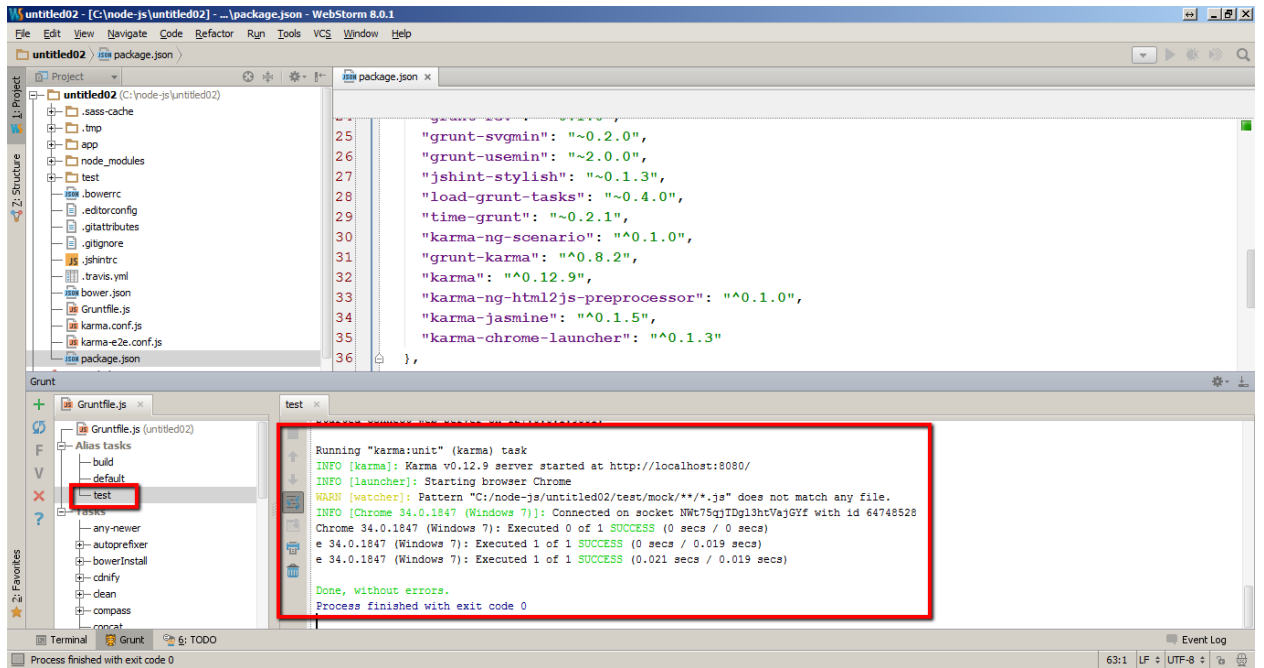 untitled02 - [C:\node-js\untitled02] - ...\package.json - WebStorm 8.0.1
File Edit View Navigate Code Refactor Run Tools VCS Window Help
untitled02 package.json
1: Project
Z: Structure
2: Favorites
Project
untitled02 (C:\node-js\untitled02)
.sass-cache
.tmp
app
node_modules
test
.bowerrc
.editorconfig
.gitattributes
.gitignore
.jshintrc
.travis.yml
bower.json
Gruntfile.js
karma.conf.js
karma-e2e.conf.js
package.json
package.json
25 "grunt-svgmin": "~0.2.0",
26 "grunt-usemin": "~2.0.0",
27 "jshint-stylish": "~0.1.3",
28 "load-grunt-tasks": "~0.4.0",
29 "time-grunt": "~0.2.1",
30 "karma-ng-scenario": "^0.1.0",
31 "grunt-karma": "^0.8.2",
32 "karma": "^0.12.9",
33 "karma-ng-html2js-preprocessor": "^0.1.0",
34 "karma-jasmine": "^0.1.5",
35 "karma-chrome-launcher": "^0.1.3"
36 },
Grunt
Gruntfile.js
Gruntfile.js (untitled02)
Alias tasks
build
default
test
Tasks
any-newer
autoprefixer
bowerInstall
cdnify
clean
compass
concat
test
Running "karma:unit" (karma) task
INFO [karma]: Karma v0.12.9 server started at http://localhost:8080/
INFO [launcher]: Starting browser Chrome
WARN [watcher]: Pattern "C:/node-js/untitled02/test/mock/**/*.js" does not match any file.
INFO [Chrome 34.0.1847 (Windows 7)]: Connected on socket NWt75qjTDgl3htVajGYf with id 64748528
Chrome 34.0.1847 (Windows 7): Executed 0 of 1 SUCCESS (0 secs / 0 secs)
e 34.0.1847 (Windows 7): Executed 1 of 1 SUCCESS (0 secs / 0.019 secs)
e 34.0.1847 (Windows 7): Executed 1 of 1 SUCCESS (0.021 secs / 0.019 secs)
Done, without errors.
Process finished with exit code 0
Terminal Grunt 6: TODO Event Log
Process finished with exit code 0 63:1 LF UTF-8